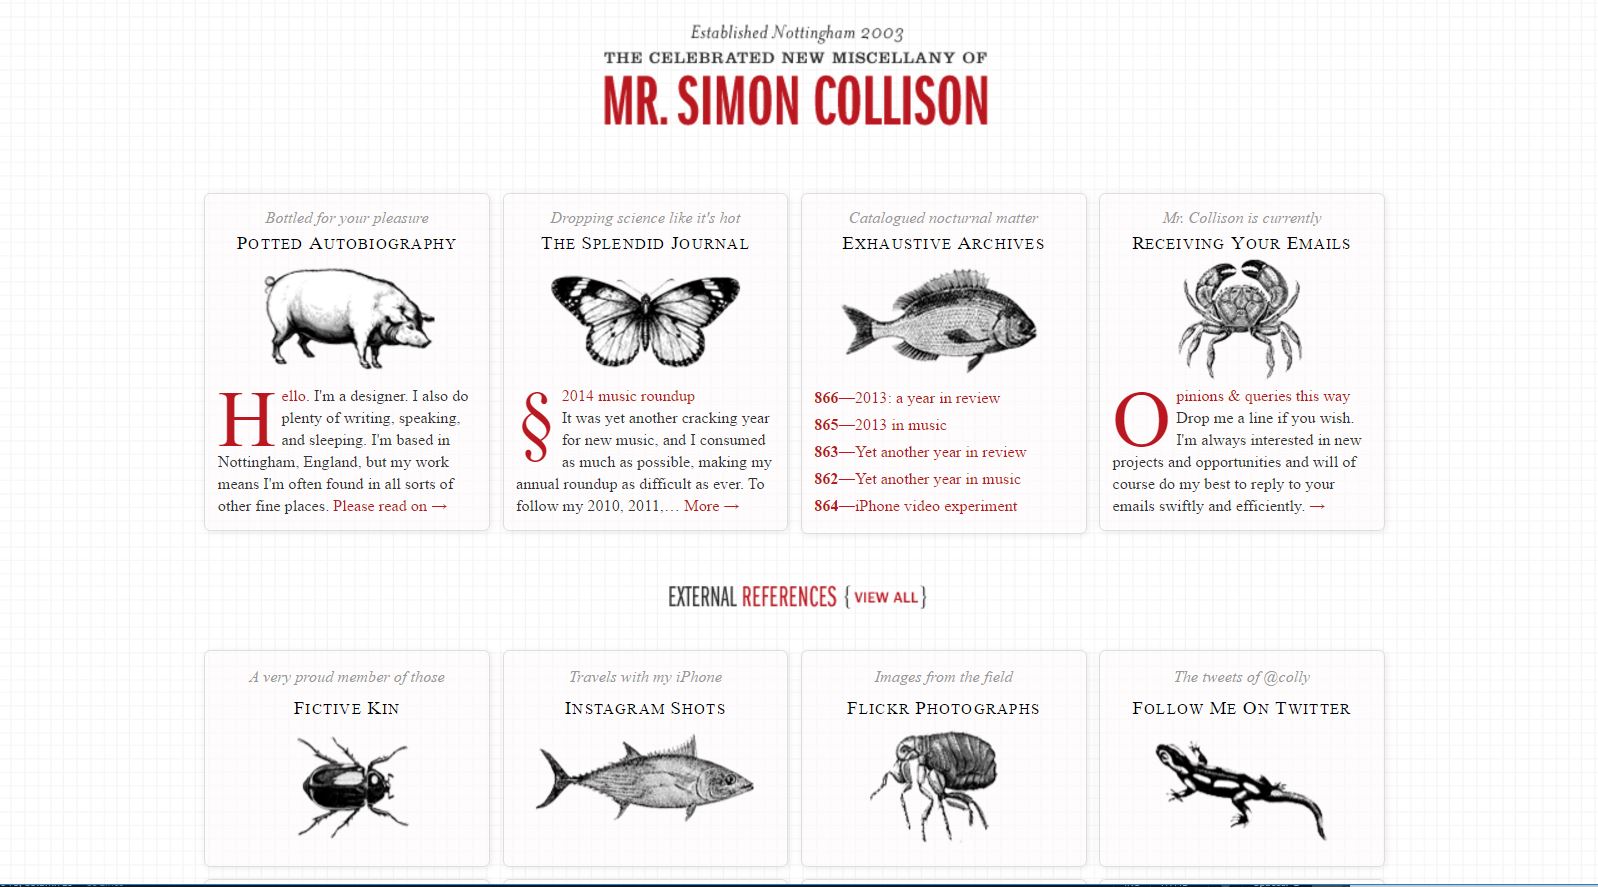 Established Nottingham 2003
THE CELEBRATED NEW MISCELLANY OF
MR. SIMON COLLISON
Bottled for your pleasure
POTTED AUTOBIOGRAPHY
Hello. I'm a designer. I also do
plenty of writing, speaking,
and sleeping. I'm based in
Nottingham, England, but my work
means I'm often found in all sorts of
other fine places. Please read on →
Dropping science like it's hot
THE SPLENDID JOURNAL
§ 2014 music roundup
It was yet another cracking year
for new music, and I consumed
as much as possible, making my
annual roundup as difficult as ever. To
follow my 2010, 2011,… More →
Catalogued nocturnal matter
EXHAUSTIVE ARCHIVES
866—2013: a year in review
865—2013 in music
863—Yet another year in review
862—Yet another year in music
864—iPhone video experiment
Mr. Collison is currently
RECEIVING YOUR EMAILS
Opinions & queries this way
Drop me a line if you wish.
I'm always interested in new
projects and opportunities and will of
course do my best to reply to your
emails swiftly and efficiently. →
EXTERNAL REFERENCES {VIEW ALL}
A very proud member of those
FICTIVE KIN
Travels with my iPhone
INSTAGRAM SHOTS
Images from the field
FLICKR PHOTOGRAPHS
The tweets of @colly
FOLLOW ME ON TWITTER